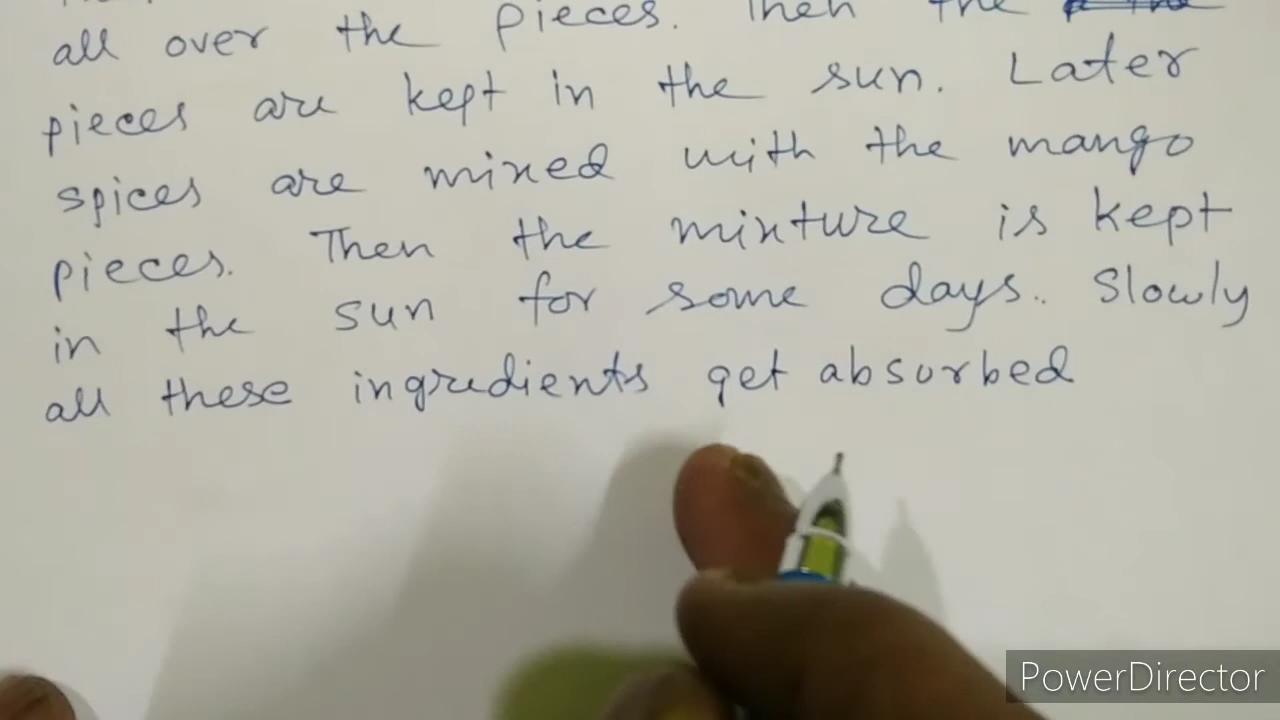 all over the pieces. Then the
pieces are kept in the sun. Later
spices are mixed with the mango
pieces. Then the mixture is kept
in the sun for some days.. Slowly
all these ingredients get absorbed
PowerDirector